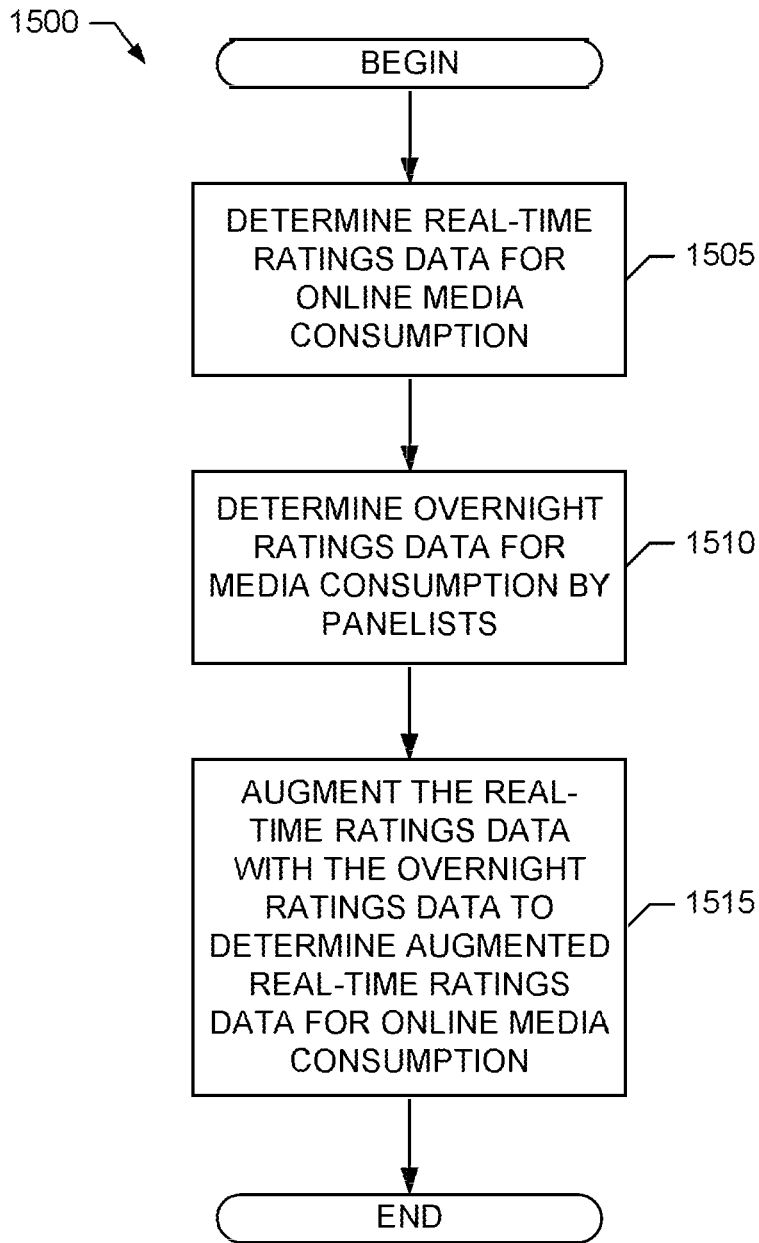 1500
BEGIN
DETERMINE REAL-TIME
RATINGS DATA FOR
ONLINE MEDIA
CONSUMPTION
1505
DETERMINE OVERNIGHT
RATINGS DATA FOR
MEDIA CONSUMPTION BY
PANELISTS
1510
AUGMENT THE REAL-
TIME RATINGS DATA
WITH THE OVERNIGHT
RATINGS DATA TO
DETERMINE AUGMENTED
REAL-TIME RATINGS
DATA FOR ONLINE MEDIA
CONSUMPTION
1515
END